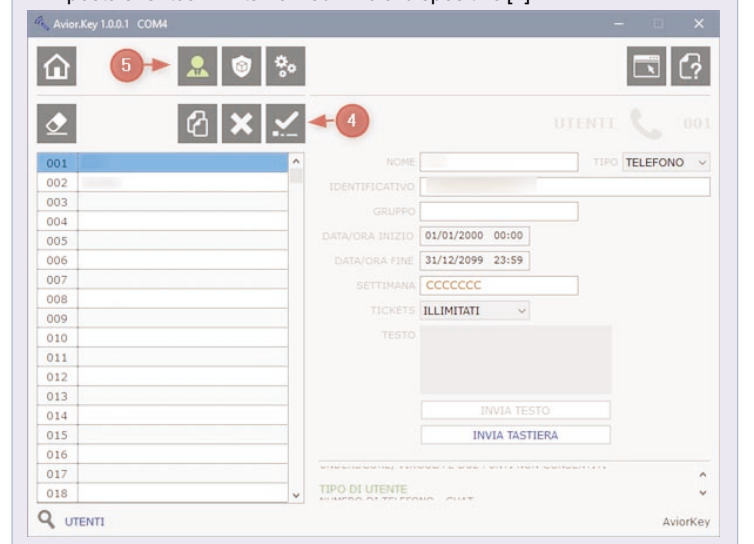 Avior.Key 1.0.0.1 COM4
5
4
UTENTE 001
001
002
003
004
005
006
007
008
009
010
011
012
013
014
015
016
017
018
NOME
TIPO TELEFONO
IDENTIFICATIVO
GRUPPO
DATA/ORA INIZIO 01/01/2000 00:00
DATA/ORA FINE 31/12/2099 23:59
SETTIMANA CCCCCCC
TICKETS ILLIMITATI
TESTO
INVIA TESTO
INVIA TASTIERA
TIPO DI UTENTE
UTENTI
AviorKey